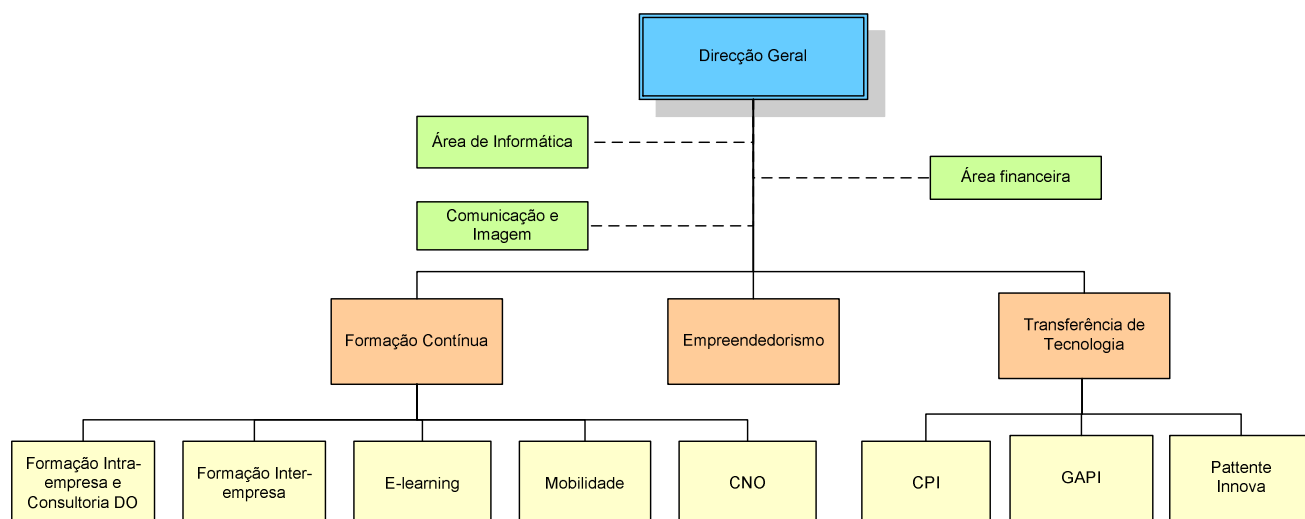 Direcção Geral
Área de Informática
Área financeira
Comunicação e
Imagem
Formação Contínua
Empreendedorismo
Transferência de
Tecnologia
Formação Intra-
empresa e
Consultoria DO
Formação Inter-
empresa
E-learning
Mobilidade
CNO
CPI
GAPI
Pattente
Innova